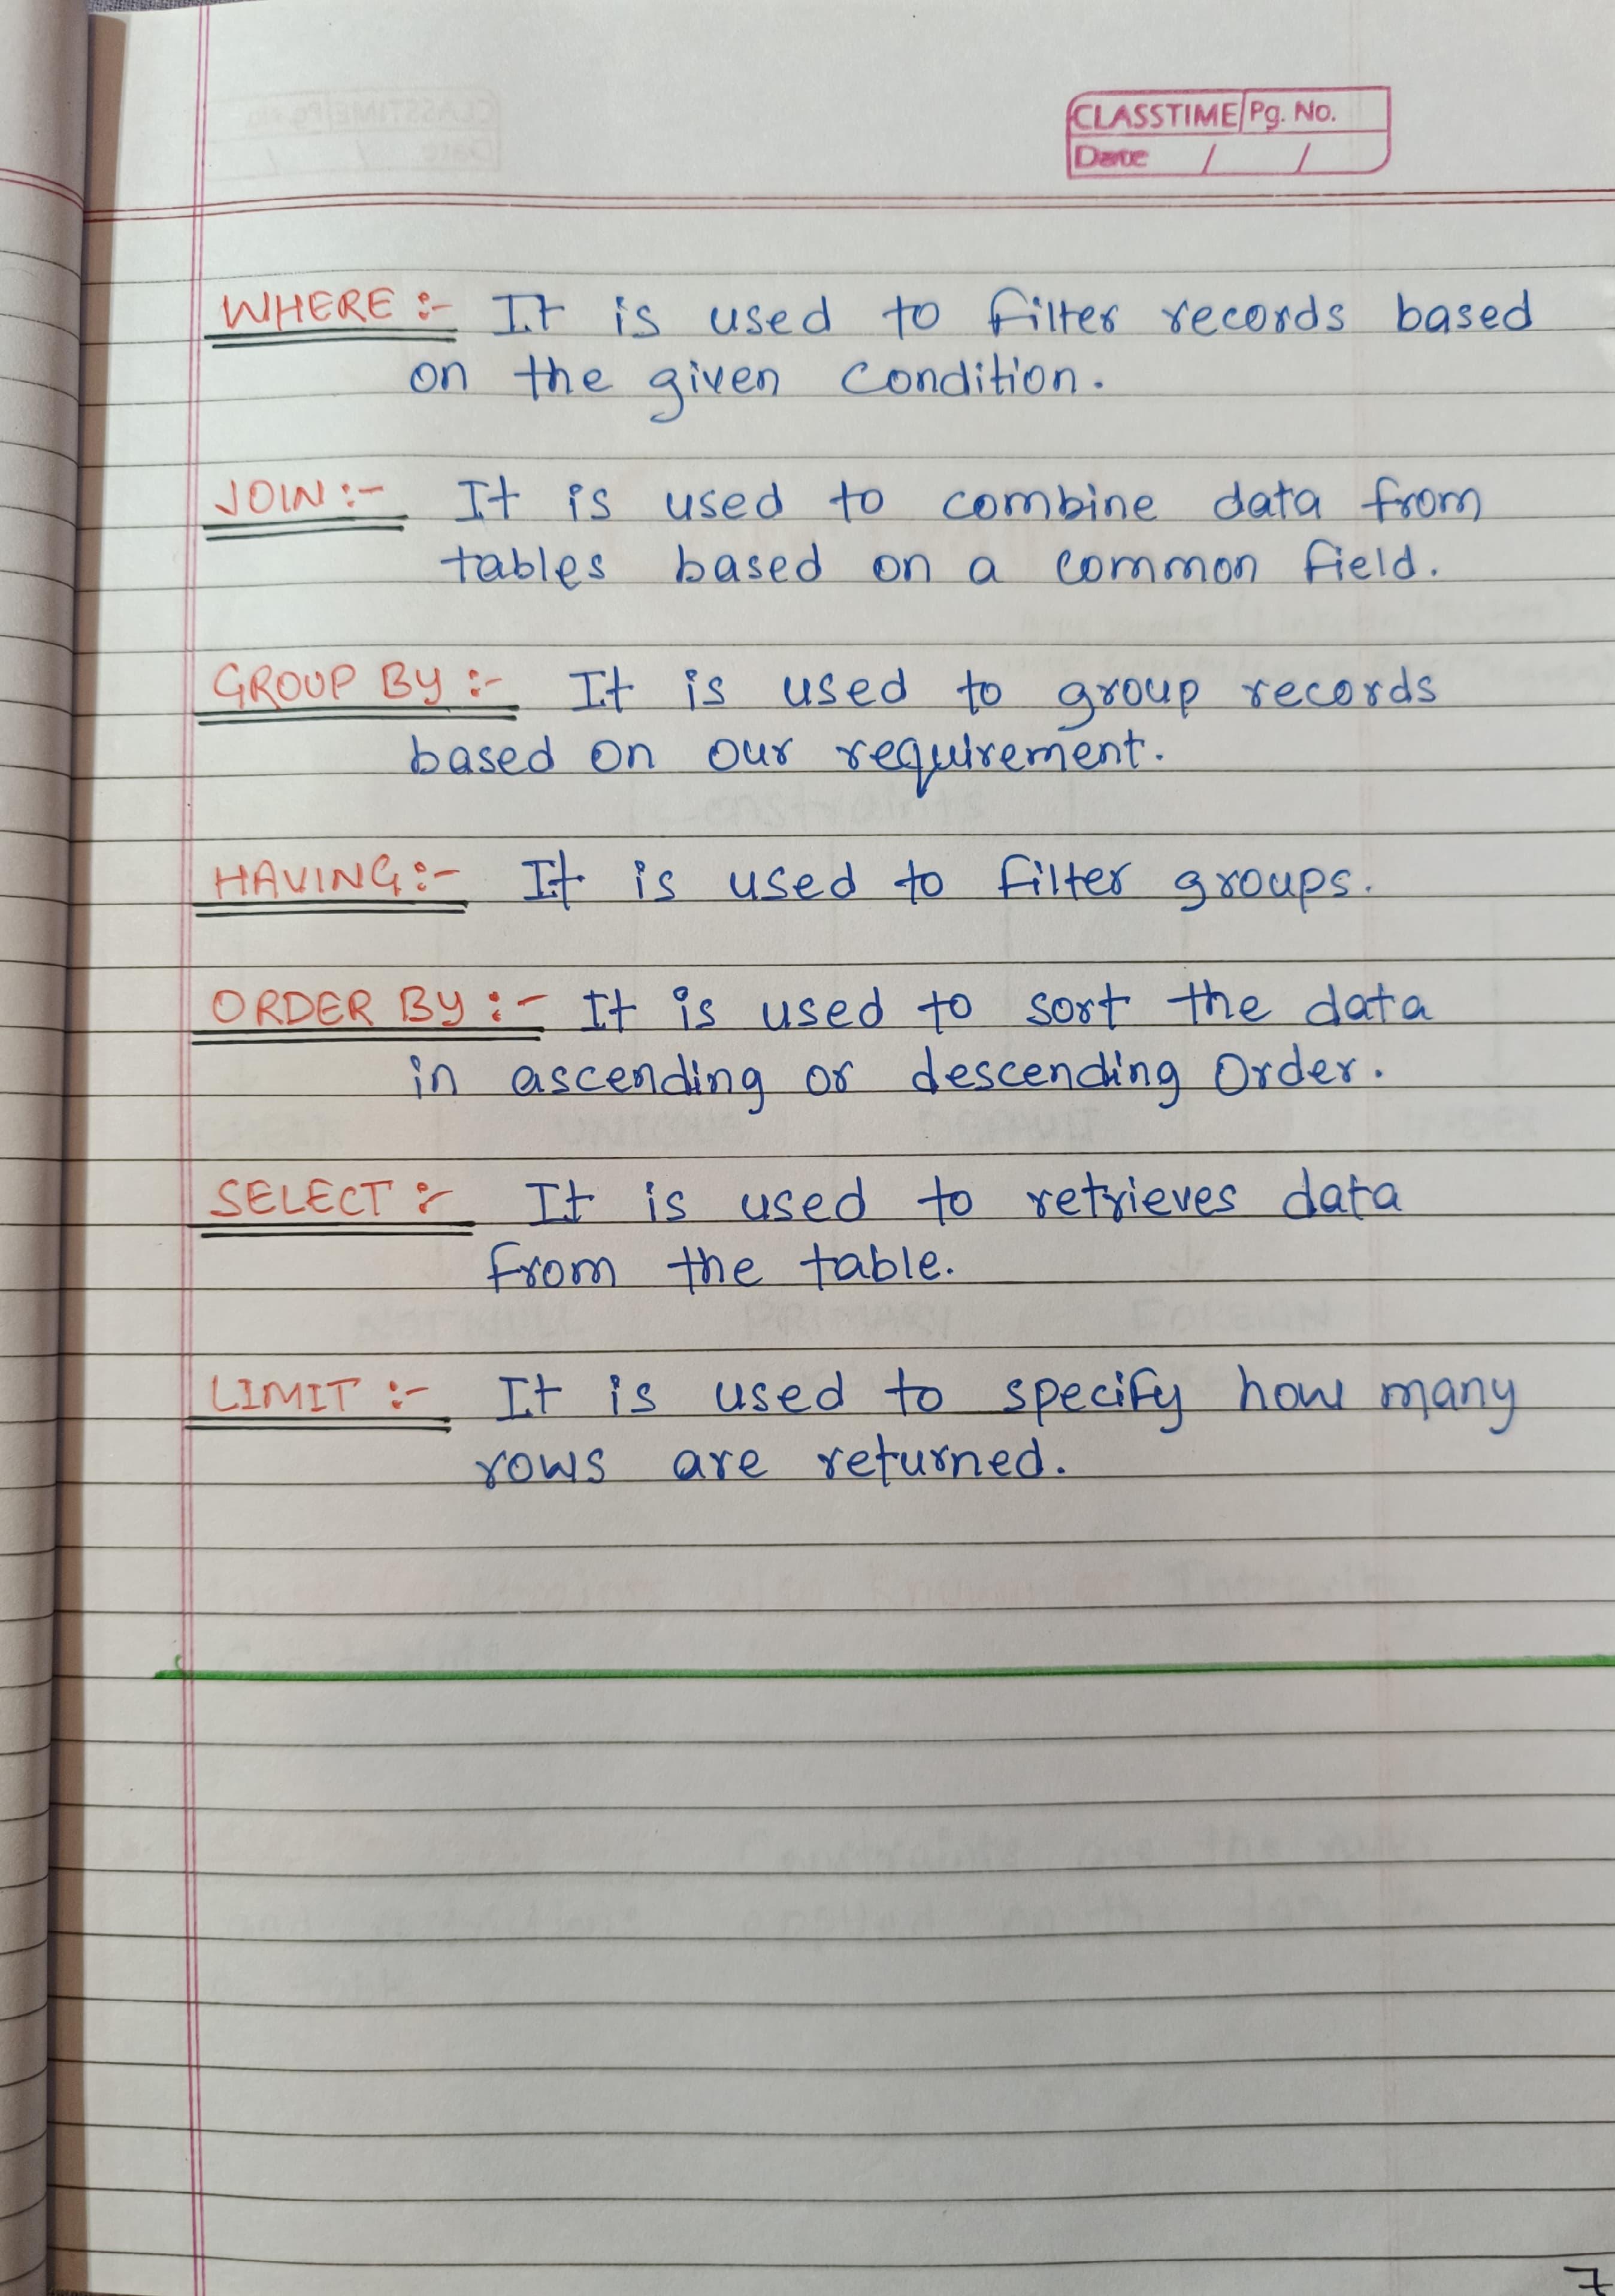 CLASSTIME Pg. No.
Date / /
WHERE :- It is used to filter records based
on the given condition.
JOIN :- It is used to combine data from
tables based on a common field.
GROUP BY :- It is used to group records
based on our requirement.
HAVING :- It is used to filter groups.
ORDER BY :- It is used to sort the data
in ascending or descending Order.
SELECT :- It is used to retrieves data
from the table.
LIMIT :- It is used to specify how many
rows are returned.
7